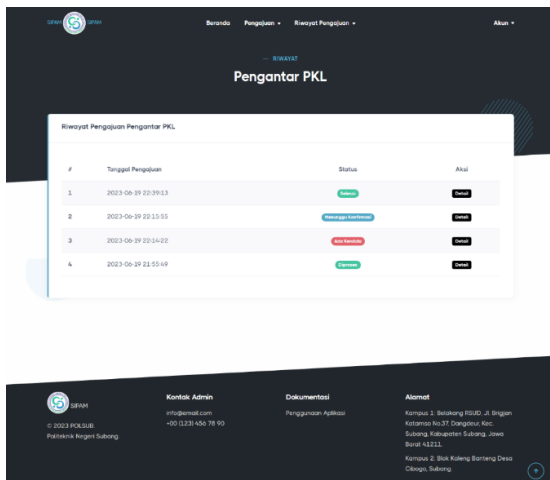 SIPAM SIPAM Beranda Pengajuan Riwayat Pengajuan Akun
RIWAYAT
Pengantar PKL
Riwayat Pengajuan Pengantar PKL
# Tanggal Pengajuan Status Aksi
1 2023-06-19 22:39:13 Selesai Detail
2 2023-06-19 22:15:55 Menunggu Konfirmasi Detail
3 2023-06-19 22:14:22 Ada Kendala Detail
4 2023-06-19 21:55:49 Diproses Detail
SIPAM
© 2023 POLSUB.
Politeknik Negeri Subang.
Kontak Admin
info@email.com
+00 (123) 456 78 90
Dokumentasi
Penggunaan Aplikasi
Alamat
Kampus 1: Belakang RSUD, Jl. Brigjen
Katamso No.37, Dangdeur, Kec.
Subang, Kabupaten Subang, Jawa
Barat 41211.
Kampus 2: Blok Kaleng Banteng Desa
Cibogo, Subang.